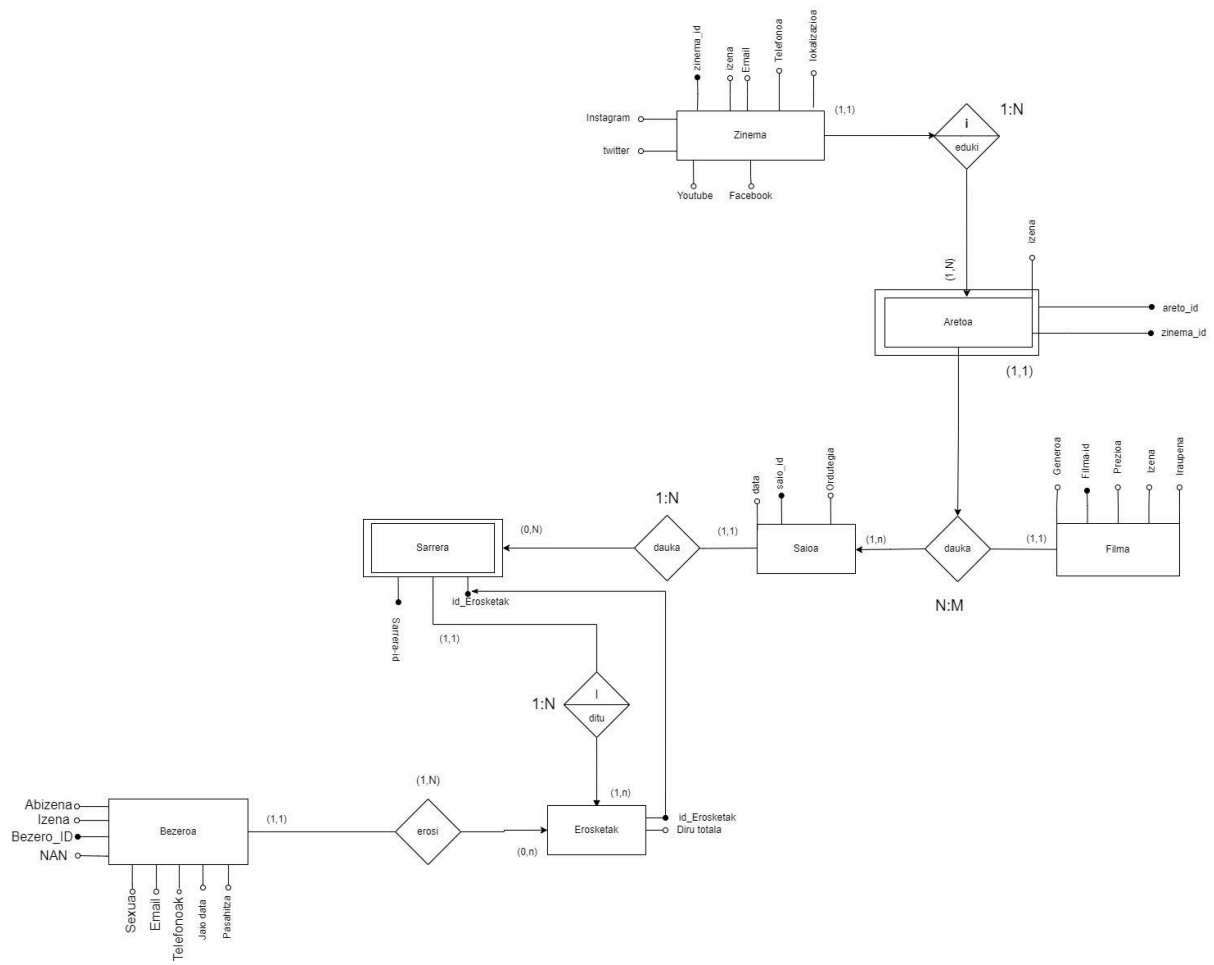 zinema_id
izena
Email
Telefonoa
lokalizazioa
Instagram
twitter
Zinema
Youtube
Facebook
(1,1)
i
eduki
1:N
(1,N)
izena
Aretoa
areto_id
zinema_id
(1,1)
Generoa
Filma-id
Prezioa
Izena
Iraupena
Filma
(1,1)
dauka
N:M
(1,n)
data
saio_id
Ordutegia
Saioa
(1,1)
1:N
dauka
(0,N)
Sarrera
Sarrera-id
id_Erosketak
(1,1)
1:N
I
ditu
(1,n)
Erosketak
id_Erosketak
Diru totala
(1,N)
erosi
(0,n)
(1,1)
Abizena
Izena
Bezero_ID
NAN
Bezeroa
Sexua
Email
Telefonoak
Jaio data
Pasahitza